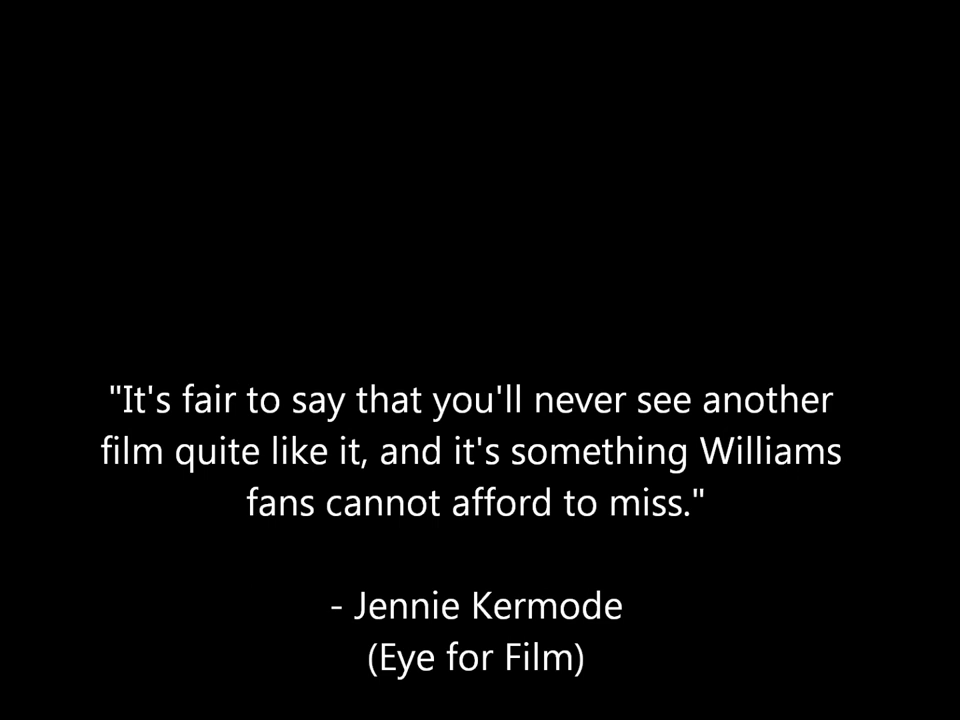 "It's fair to say that you'll never see another
film quite like it, and it's something Williams
fans cannot afford to miss."
- Jennie Kermode
(Eye for Film)